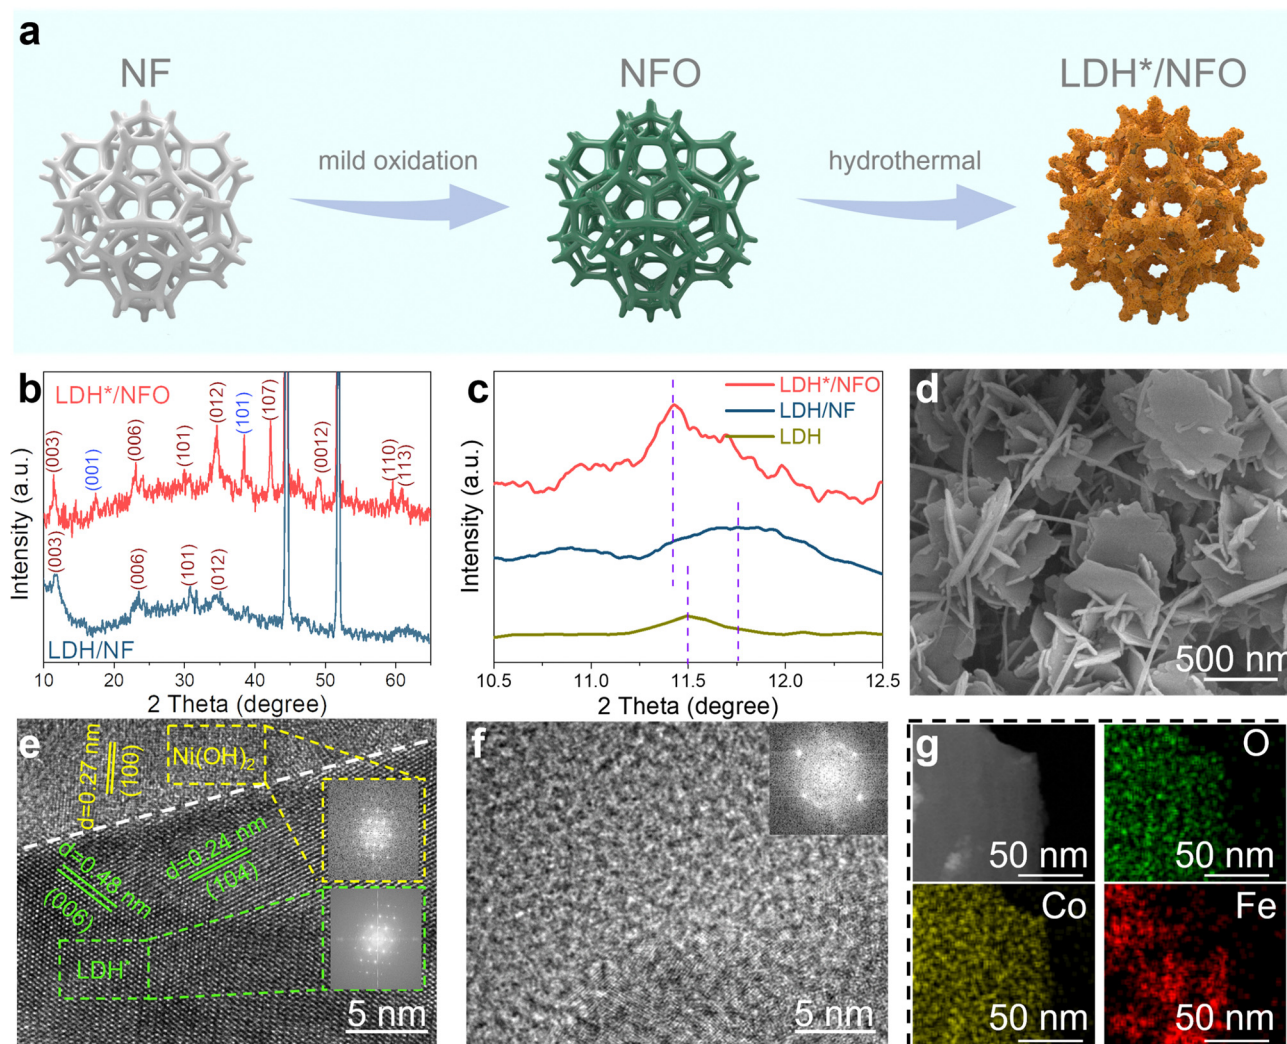 a
NF
NFO
LDH*/NFO
mild oxidation
hydrothermal
b
LDH*/NFO
(003)
(001)
(006)
(101)
(012)
(101)
(107)
(0012)
(110)
(113)
(003)
(006)
(101)
(012)
LDH/NF
Intensity (a.u.)
10 20 30 40 50 60
2 Theta (degree)
c
LDH*/NFO
LDH/NF
LDH
Intensity (a.u.)
10.5 11.0 11.5 12.0 12.5
2 Theta (degree)
d
500 nm
e
d=0.27 nm
(100)
Ni(OH)₂
d=0.24 nm
(104)
d=0.48 nm
(006)
LDH*
5 nm
f
5 nm
g
50 nm
O
50 nm
Co
50 nm
Fe
50 nm